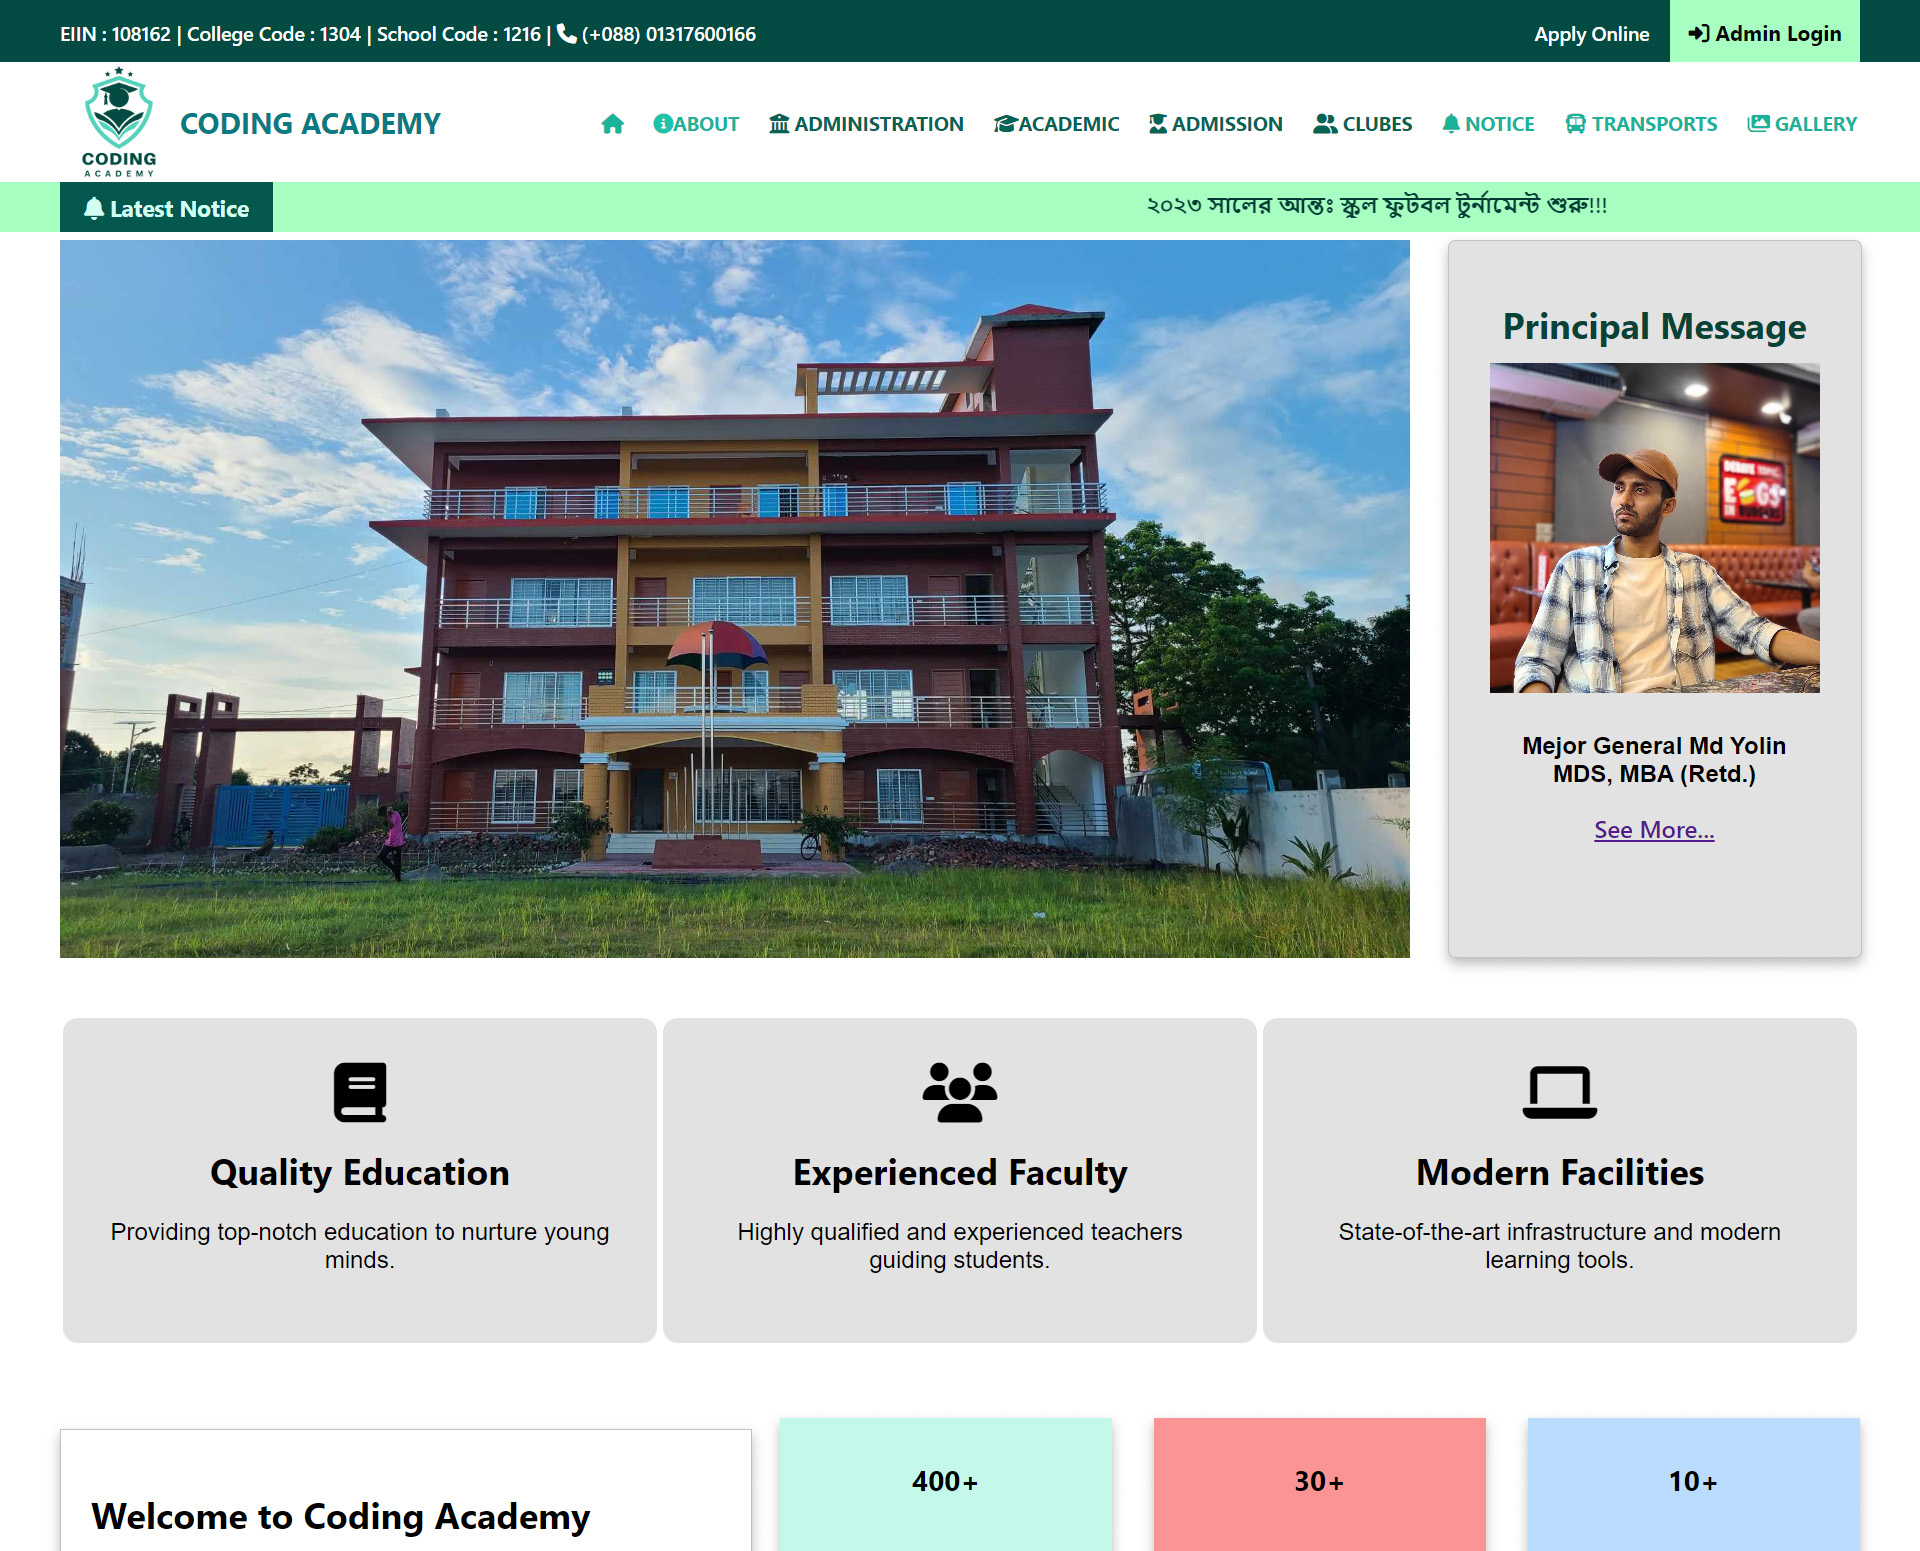 EIIN : 108162 | College Code : 1304 | School Code : 1216 | (+088) 01317600166
Apply Online
Admin Login
CODING
ACADEMY
CODING ACADEMY
ABOUT
ADMINISTRATION
ACADEMIC
ADMISSION
CLUBES
NOTICE
TRANSPORTS
GALLERY
Latest Notice
২০২৩ সালের আন্তঃ স্কুল ফুটবল টুর্নামেন্ট শুরু!!!
Principal Message
EGGS
Mejor General Md Yolin
MDS, MBA (Retd.)
See More...
Quality Education
Providing top-notch education to nurture young
minds.
Experienced Faculty
Highly qualified and experienced teachers
guiding students.
Modern Facilities
State-of-the-art infrastructure and modern
learning tools.
Welcome to Coding Academy
400+
30+
10+